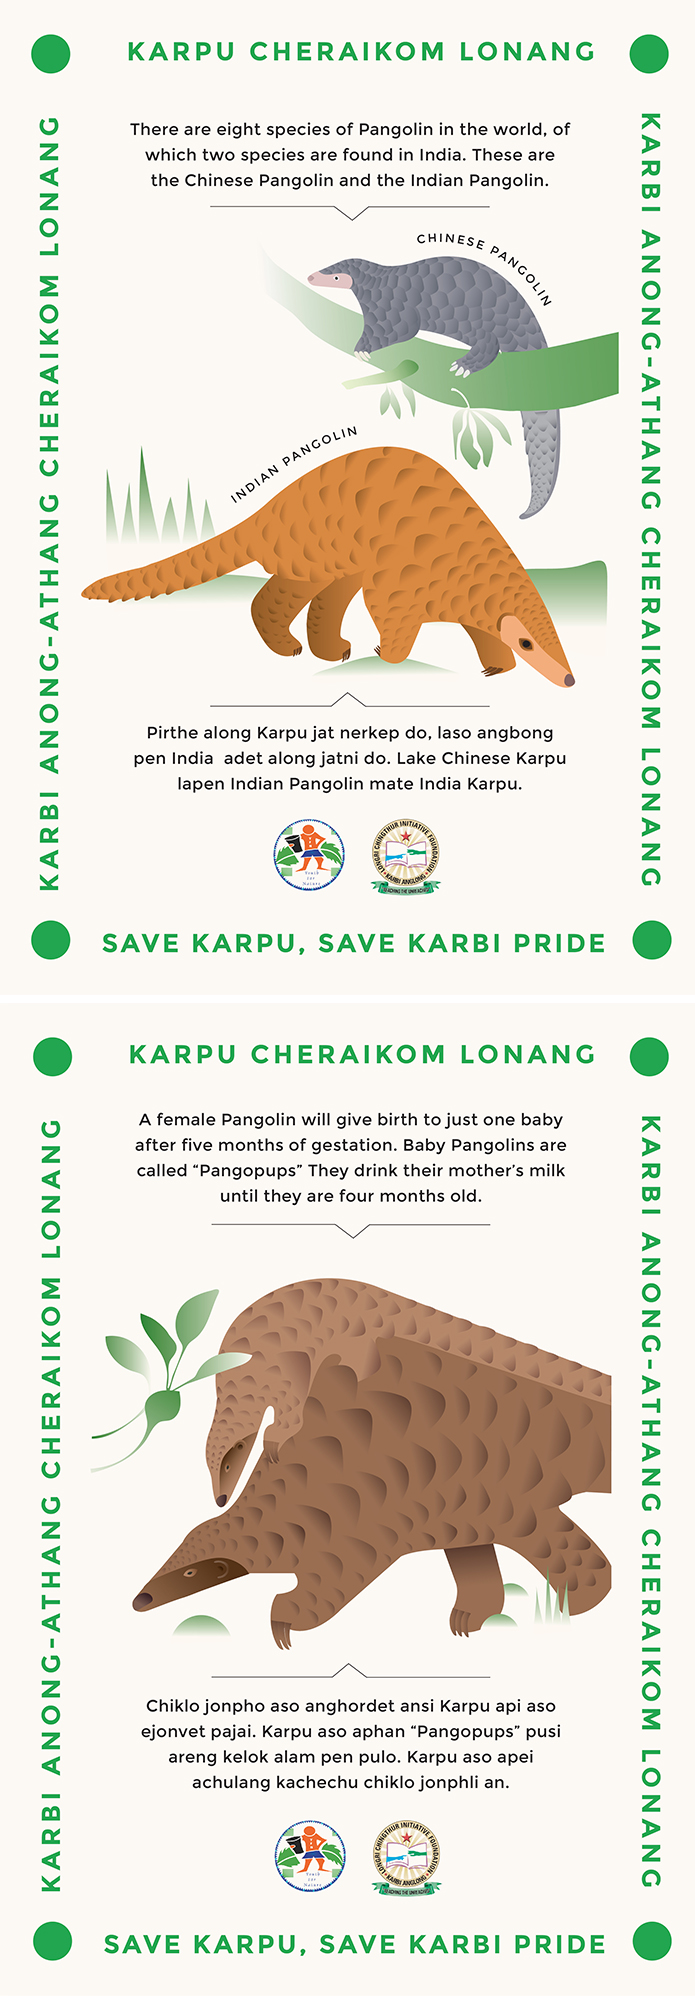 KARPU CHERAIKOM LONANG
KARBI ANONG-ATHANG CHERAIKOM LONANG
KARBI ANONG-ATHANG CHERAIKOM LONANG
There are eight species of Pangolin in the world, of
which two species are found in India. These are
the Chinese Pangolin and the Indian Pangolin.
CHINESE PANGOLIN
INDIAN PANGOLIN
Pirthe along Karpu jat nerkep do, laso angbong
pen India adet along jatni do. Lake Chinese Karpu
lapen Indian Pangolin mate India Karpu.
Youth
for
Nature
LONGRI CHINGTHUR INITIATIVE FOUNDATION
KARBI ANGLONG
REACHING THE UNREACHED
SAVE KARPU, SAVE KARBI PRIDE
KARPU CHERAIKOM LONANG
KARBI ANONG-ATHANG CHERAIKOM LONANG
KARBI ANONG-ATHANG CHERAIKOM LONANG
A female Pangolin will give birth to just one baby
after five months of gestation. Baby Pangolins are
called “Pangopups” They drink their mother’s milk
until they are four months old.
Chiklo jonpho aso anghordet ansi Karpu api aso
ejonvet pajai. Karpu aso aphan “Pangopups” pusi
areng kelok alam pen pulo. Karpu aso apei
achulang kachechu chiklo jonphli an.
Youth
for
Nature
LONGRI CHINGTHUR INITIATIVE FOUNDATION
KARBI ANGLONG
REACHING THE UNREACHED
SAVE KARPU, SAVE KARBI PRIDE